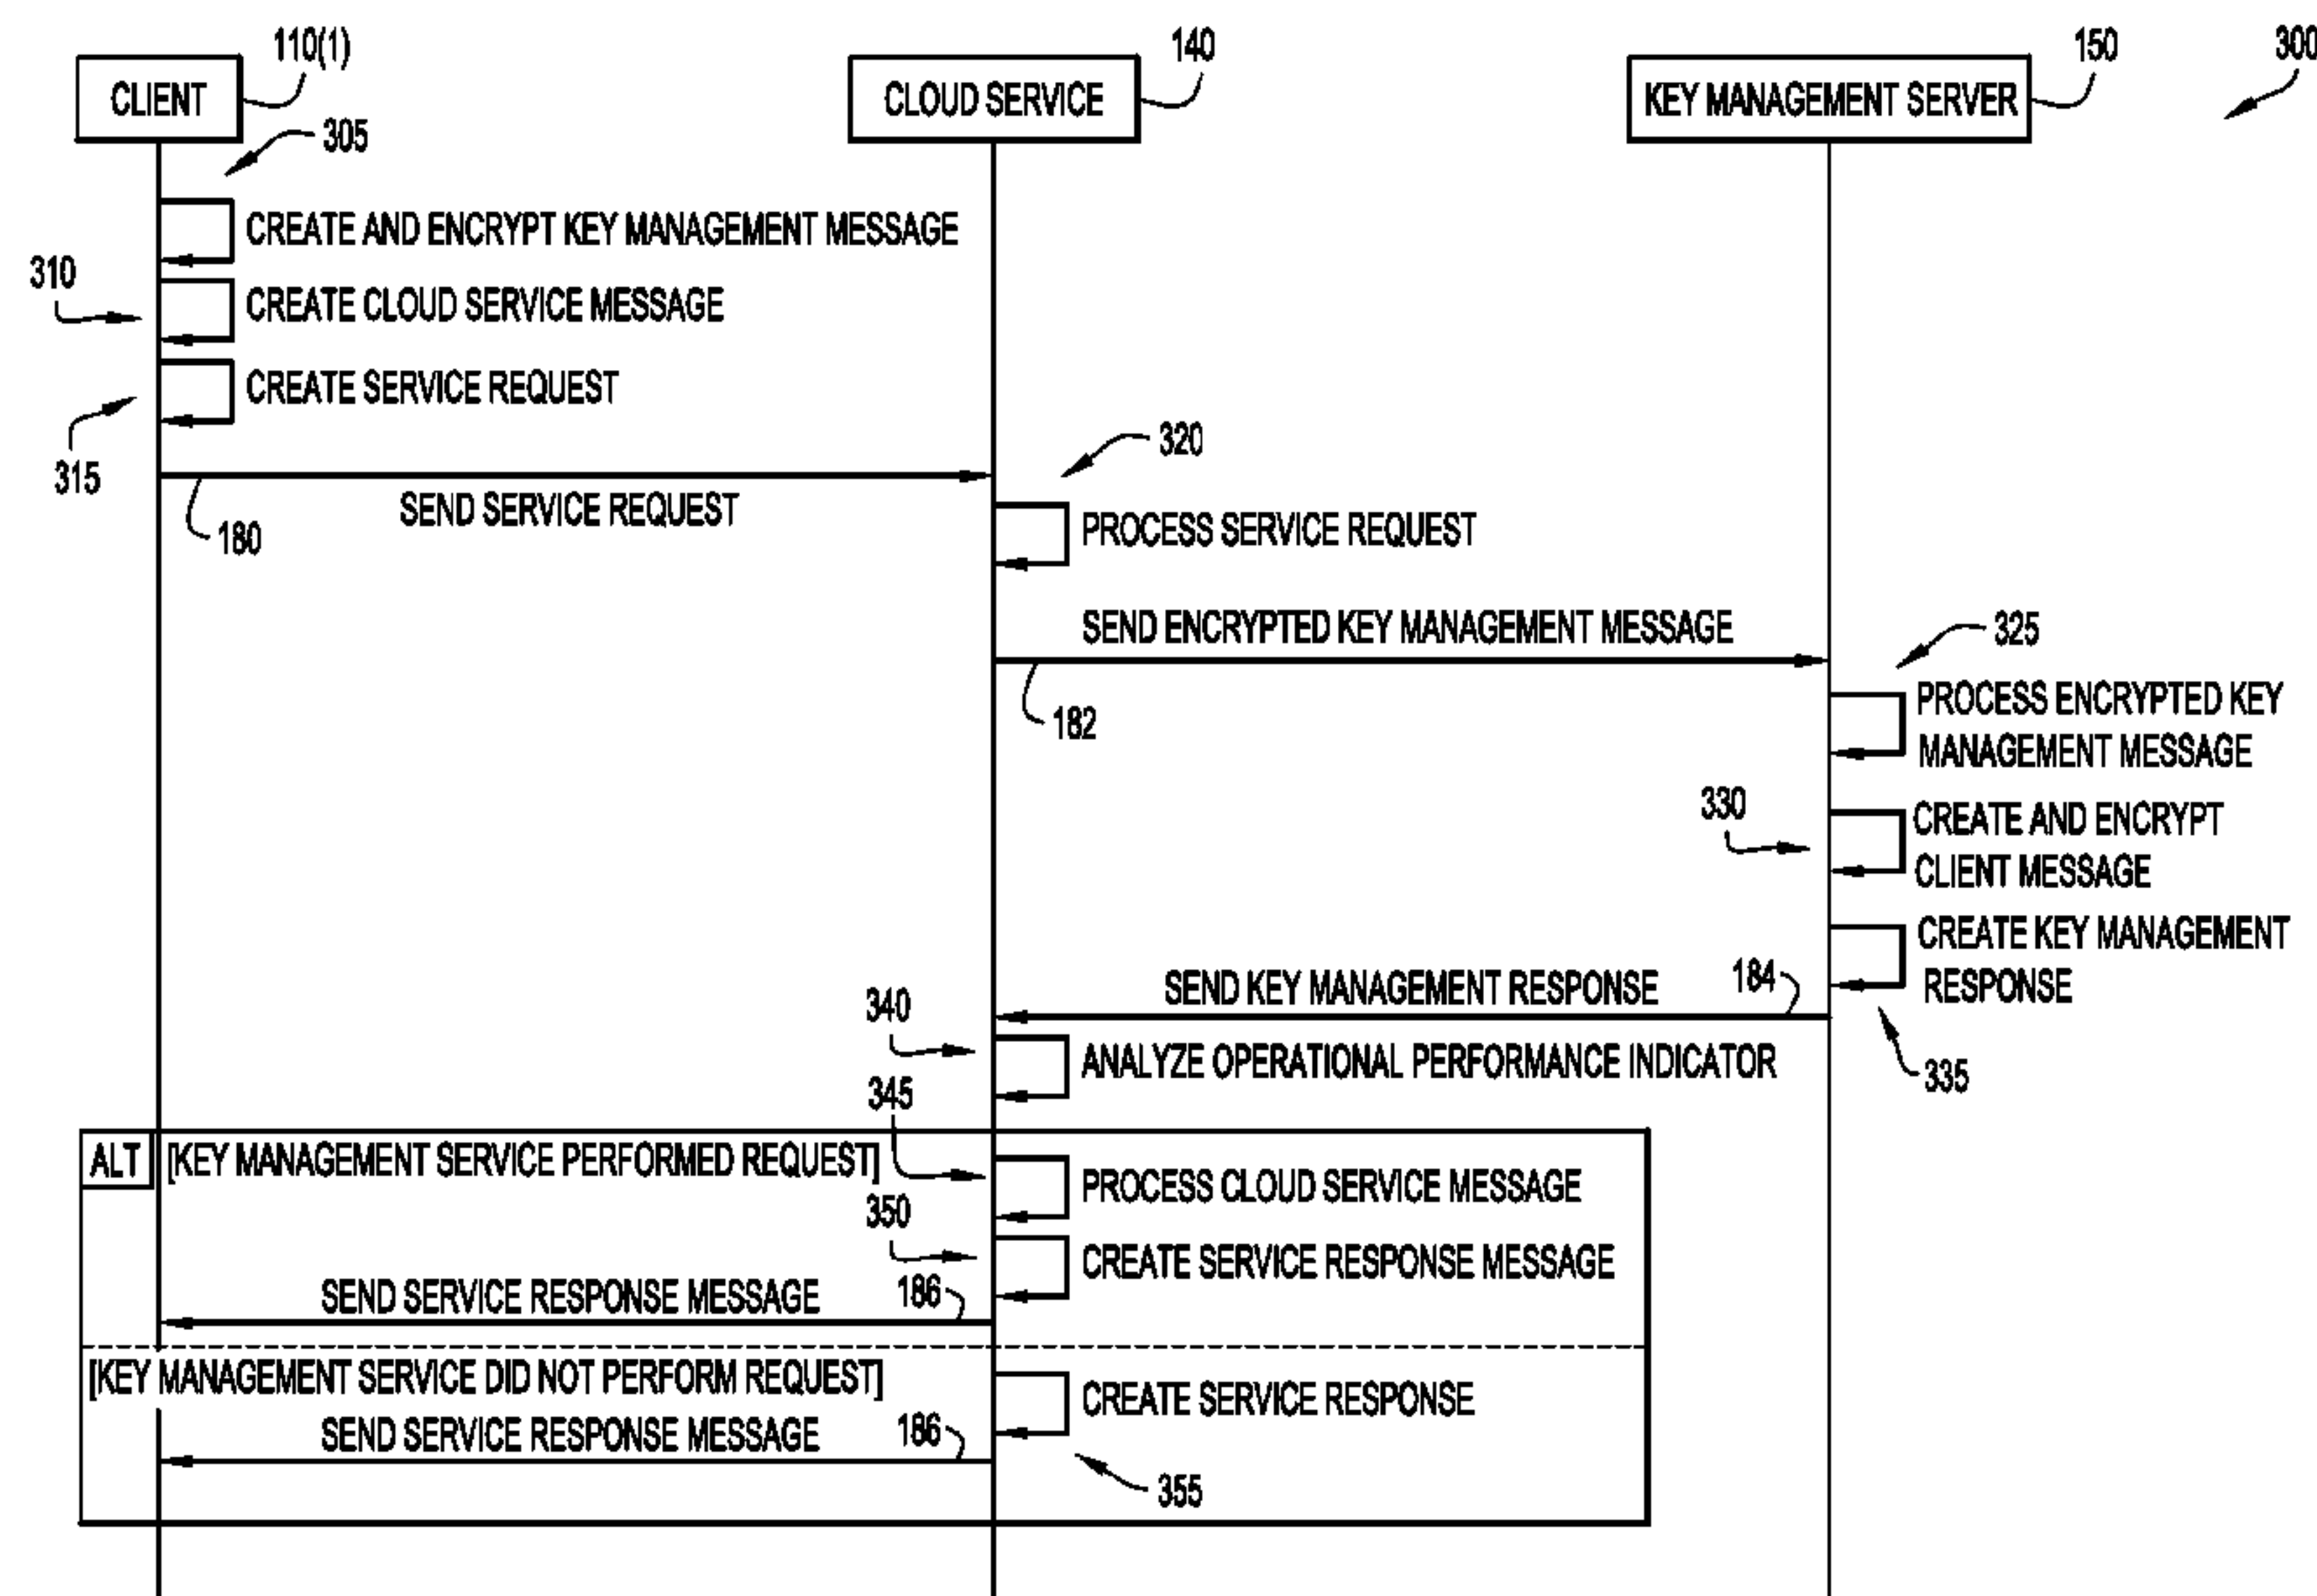 110(1)
140
150
300
CLIENT
CLOUD SERVICE
KEY MANAGEMENT SERVER
305
CREATE AND ENCRYPT KEY MANAGEMENT MESSAGE
310
CREATE CLOUD SERVICE MESSAGE
CREATE SERVICE REQUEST
315
320
SEND SERVICE REQUEST
180
PROCESS SERVICE REQUEST
SEND ENCRYPTED KEY MANAGEMENT MESSAGE
325
182
PROCESS ENCRYPTED KEY
MANAGEMENT MESSAGE
330
CREATE AND ENCRYPT
CLIENT MESSAGE
CREATE KEY MANAGEMENT
RESPONSE
SEND KEY MANAGEMENT RESPONSE
184
340
ANALYZE OPERATIONAL PERFORMANCE INDICATOR
335
345
ALT
[KEY MANAGEMENT SERVICE PERFORMED REQUEST]
PROCESS CLOUD SERVICE MESSAGE
350
CREATE SERVICE RESPONSE MESSAGE
SEND SERVICE RESPONSE MESSAGE
186
[KEY MANAGEMENT SERVICE DID NOT PERFORM REQUEST]
CREATE SERVICE RESPONSE
SEND SERVICE RESPONSE MESSAGE
186
355